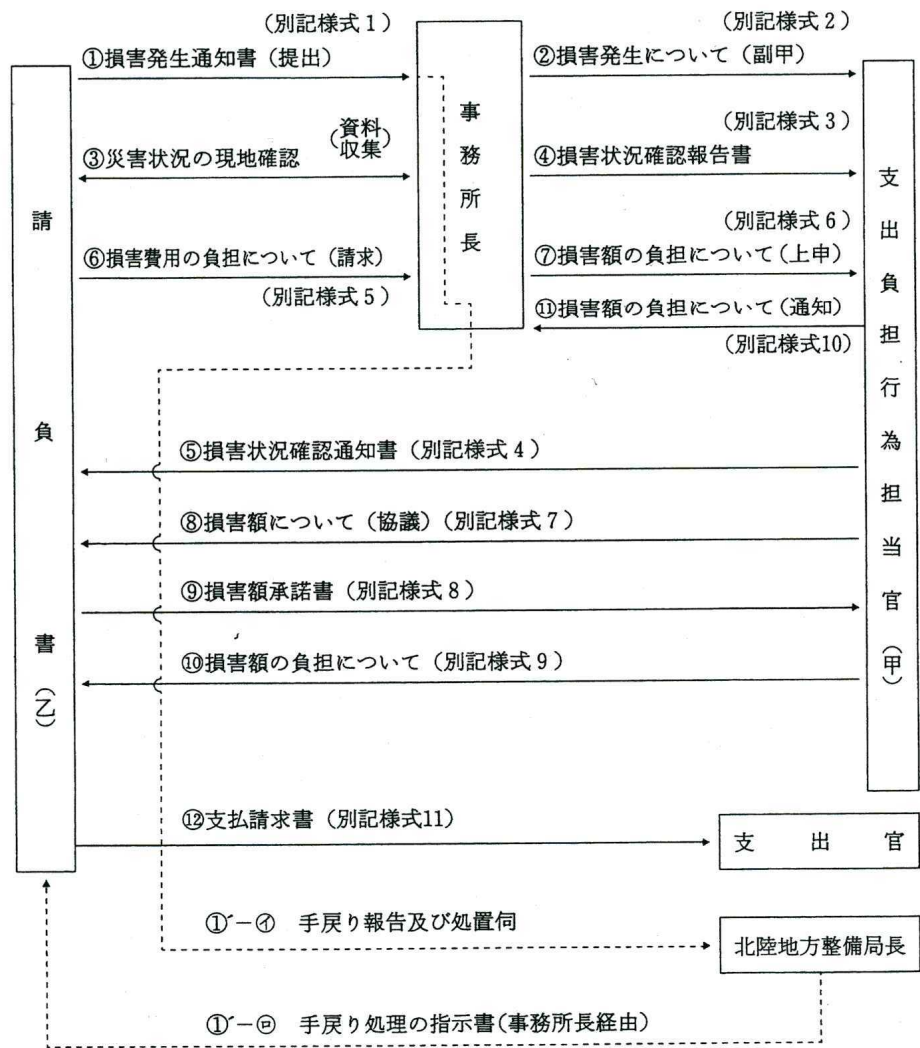 (別記様式1)
(別記様式2)
①損害発生通知書(提出)
②損害発生について(副甲)
(別記様式3)
(資料収集)
③災害状況の現地確認
④損害状況確認報告書
(別記様式6)
⑥損害費用の負担について(請求)
⑦損害額の負担について(上申)
(別記様式5)
⑪損害額の負担について(通知)
(別記様式10)
事務所長
請負書(乙)
支出負担行為担当官(甲)
⑤損害状況確認通知書(別記様式4)
⑧損害額について(協議)(別記様式7)
⑨損害額承諾書(別記様式8)
⑩損害額の負担について(別記様式9)
⑫支払請求書(別記様式11)
支出官
①´-㋑ 手戻り報告及び処置伺
北陸地方整備局長
①´-㋺ 手戻り処理の指示書(事務所長経由)